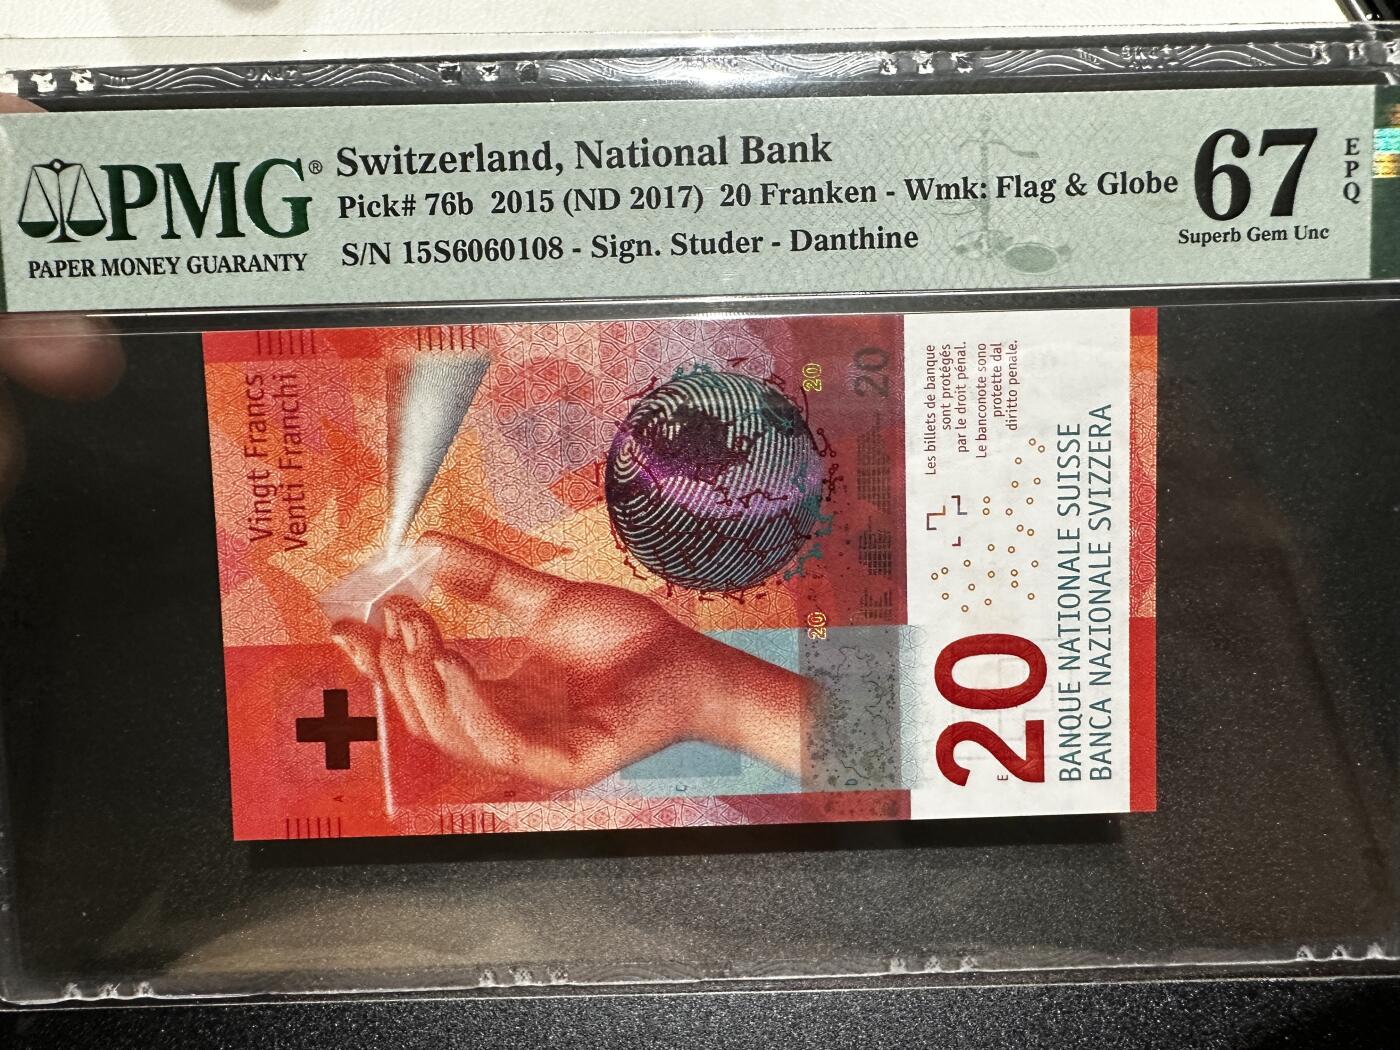 PMG®
PAPER MONEY GUARANTY
Switzerland, National Bank
Pick# 76b 2015 (ND 2017) 20 Franken - Wmk: Flag & Globe
S/N 15S6060108 - Sign. Studer - Danthine
67
EPQ
Superb Gem Unc
Vingt Francs
Venti Franchi
20
20
20
Les billets de banque
sont protégés
par le droit pénal.
Le banconote sono
protette dal
diritto penale.
20
E
BANQUE NATIONALE SUISSE
BANCA NAZIONALE SVIZZERA
A
B
C
D